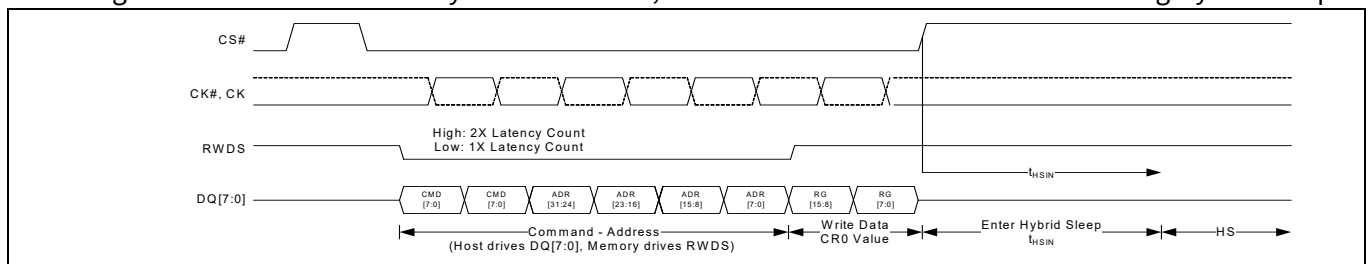 CS#
CK#, CK
High: 2X Latency Count
Low: 1X Latency Count
RWDS
tHSIN
DQ[7:0]
CMD [7:0] CMD [7:0] ADR [31:24] ADR [23:16] ADR [15:8] ADR [7:0] RG [15:8] RG [7:0]
Command - Address
(Host drives DQ[7:0], Memory drives RWDS)
Write Data
CR0 Value
Enter Hybrid Sleep
tHSIN
HS